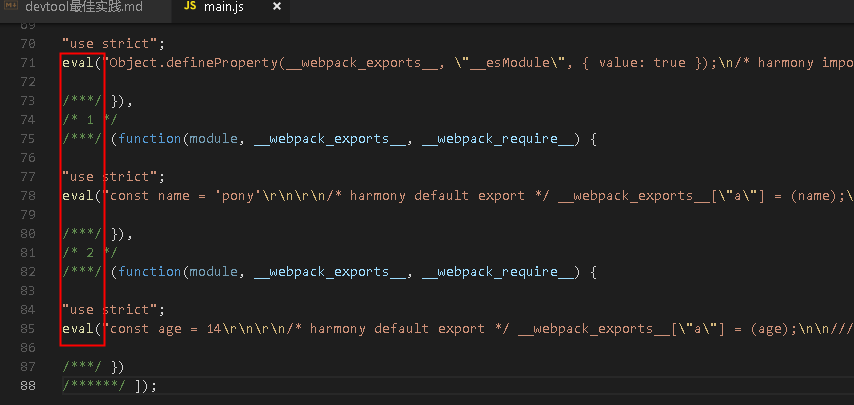 devtool最佳实践.md JS main.js ×
69
70 "use strict";
71 eval("Object.defineProperty(__webpack_exports__, \"__esModule\", { value: true });\n/* harmony impo
72
73 /***/ }),
74 /* 1 */
75 /***/ (function(module, __webpack_exports__, __webpack_require__) {
76
77 "use strict";
78 eval("const name = 'pony'\r\n\r\n/* harmony default export */ __webpack_exports__[\"a\"] = (name);\
79
80 /***/ }),
81 /* 2 */
82 /***/ (function(module, __webpack_exports__, __webpack_require__) {
83
84 "use strict";
85 eval("const age = 14\r\n\r\n/* harmony default export */ __webpack_exports__[\"a\"] = (age);\n\n///
86
87 /***/ })
88 /******/ ]);